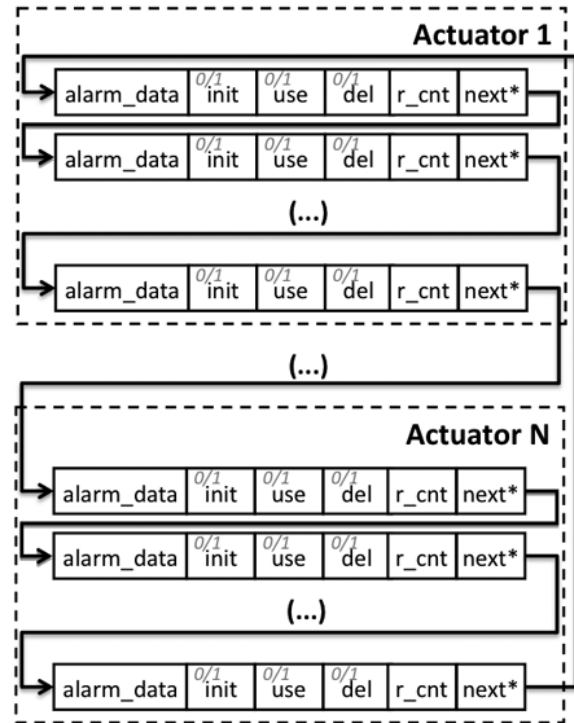 Actuator 1
0/1 0/1 0/1
alarm_data init use del r_cnt next*
0/1 0/1 0/1
alarm_data init use del r_cnt next*
(...)
0/1 0/1 0/1
alarm_data init use del r_cnt next*
(...)
Actuator N
0/1 0/1 0/1
alarm_data init use del r_cnt next*
0/1 0/1 0/1
alarm_data init use del r_cnt next*
(...)
0/1 0/1 0/1
alarm_data init use del r_cnt next*